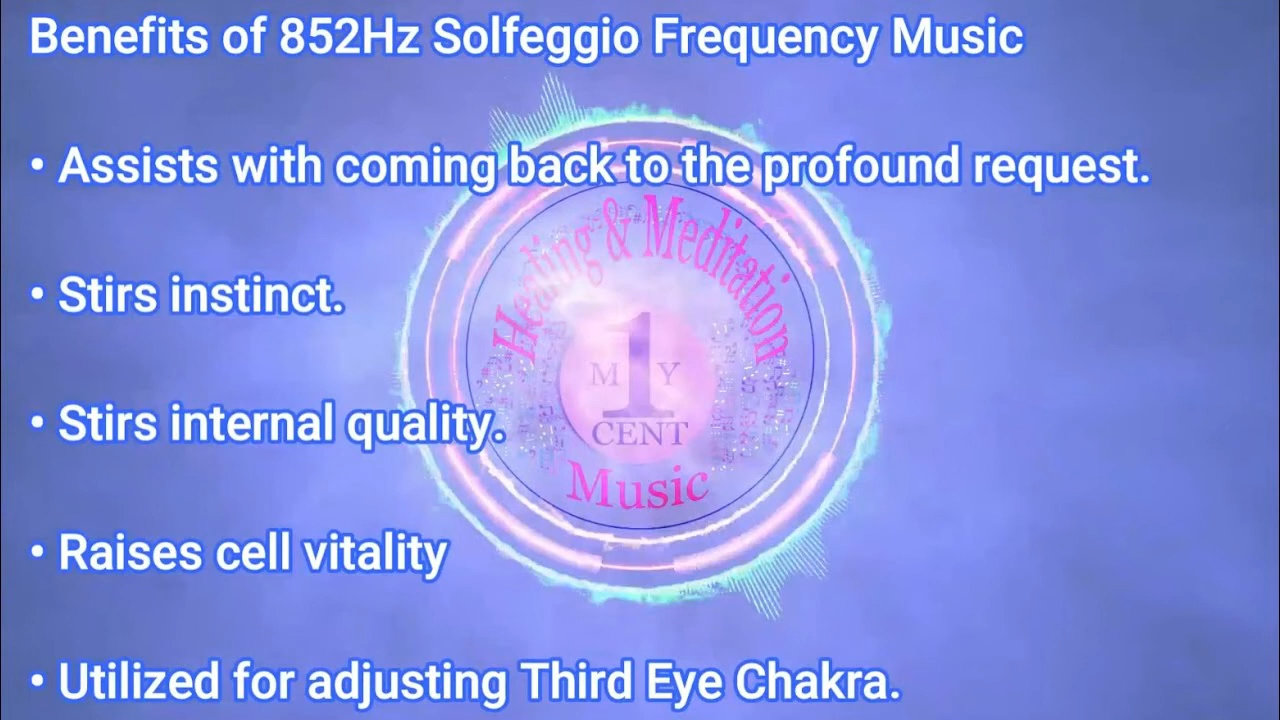 Benefits of 852Hz Solfeggio Frequency Music
• Assists with coming back to the profound request.
Healing & Meditation
• Stirs instinct.
1
M Y
CENT
• Stirs internal quality.
Music
• Raises cell vitality
• Utilized for adjusting Third Eye Chakra.